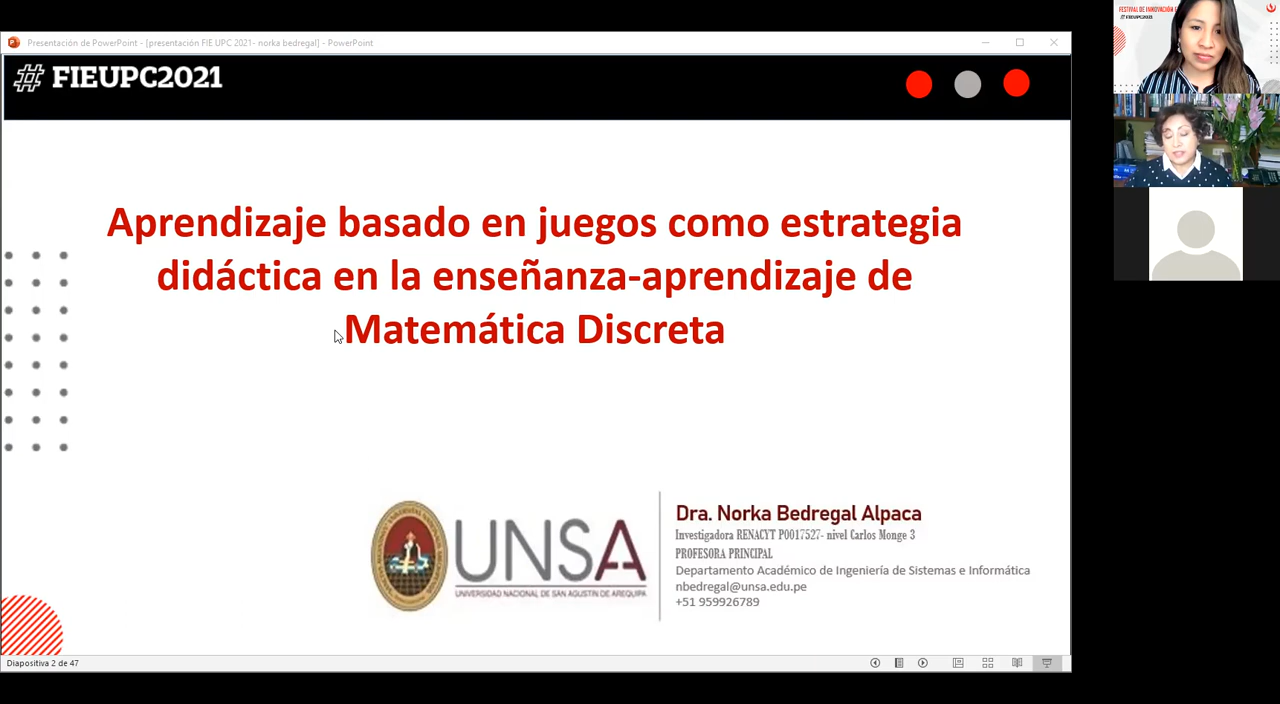 Presentación de PowerPoint - [presentación FIE UPC 2021- norka bedregal] - PowerPoint
# FIEUPC2021
Aprendizaje basado en juegos como estrategia
didáctica en la enseñanza-aprendizaje de
Matemática Discreta
UNSA
UNIVERSIDAD NACIONAL DE SAN AGUSTIN DE AREQUIPA
Dra. Norka Bedregal Alpaca
Investigadora RENACYT P0017527- nivel Carlos Monge 3
PROFESORA PRINCIPAL
Departamento Académico de Ingeniería de Sistemas e Informática
nbedregal@unsa.edu.pe
+51 959926789
Diapositiva 2 de 47
FESTIVAL DE INNOVACIÓN
#FIEUPC2021